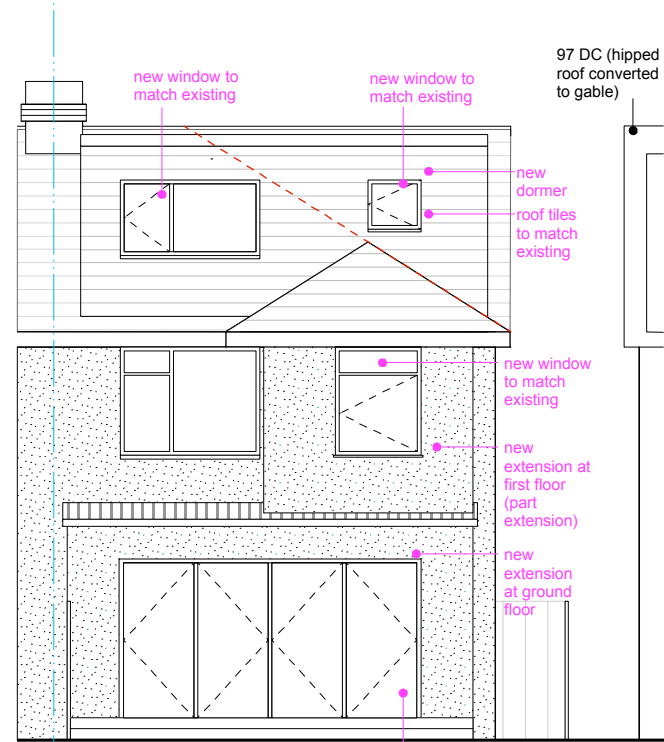 97 DC (hipped
roof converted
to gable)
new window to
match existing
new window to
match existing
new
dormer
roof tiles
to match
existing
new window
to match
existing
new
extension at
first floor
(part
extension)
new
extension
at ground
floor